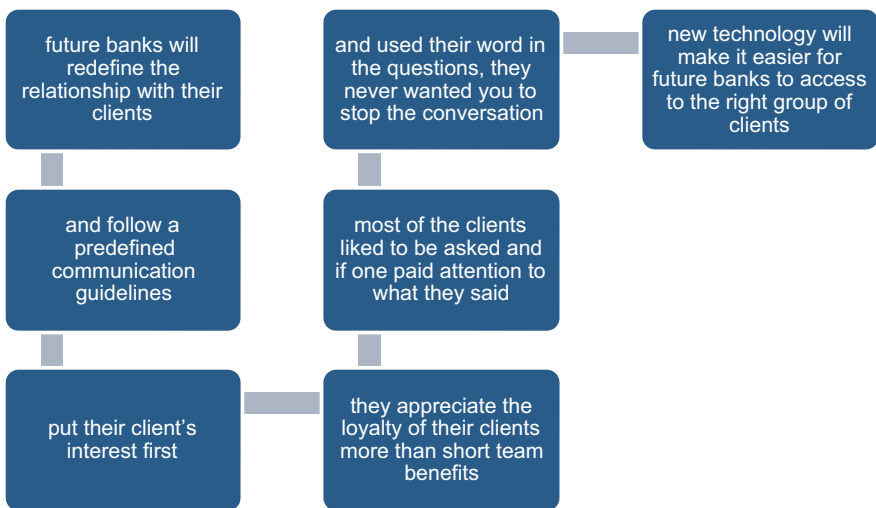 future banks will
redefine the
relationship with their
clients
and follow a
predefined
communication
guidelines
put their client’s
interest first
they appreciate the
loyalty of their clients
more than short team
benefits
most of the clients
liked to be asked and
if one paid attention to
what they said
and used their word in
the questions, they
never wanted you to
stop the conversation
new technology will
make it easier for
future banks to access
to the right group of
clients